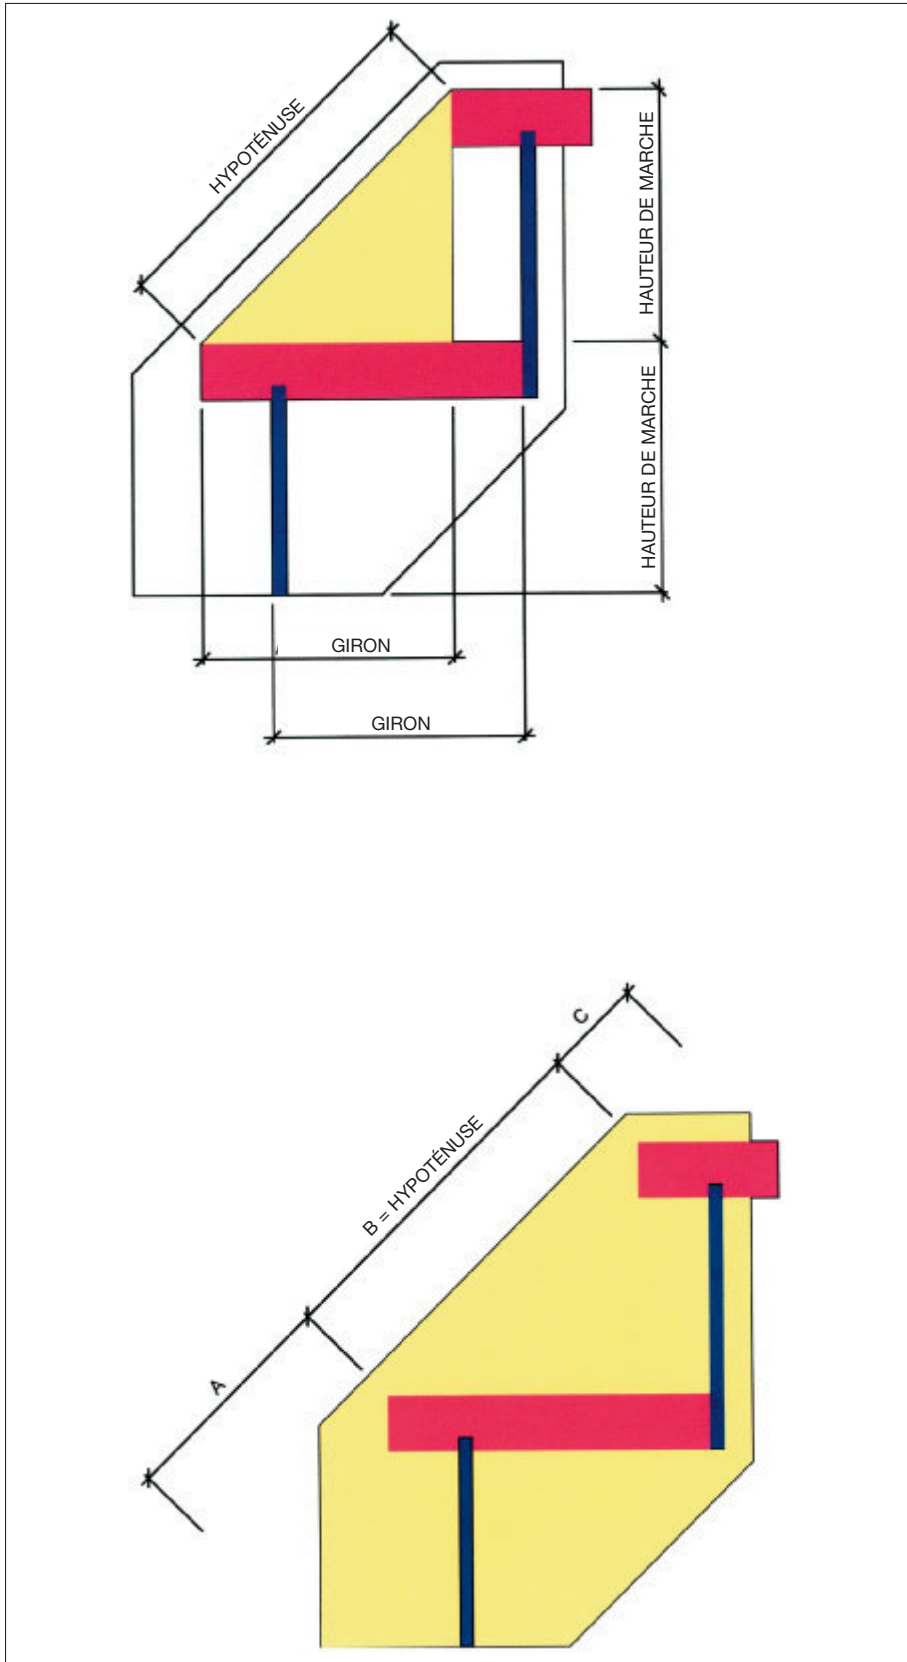 HYPOTÉNUSE
HAUTEUR DE MARCHE
HAUTEUR DE MARCHE
GIRON
GIRON
C
B = HYPOTÉNUSE
A